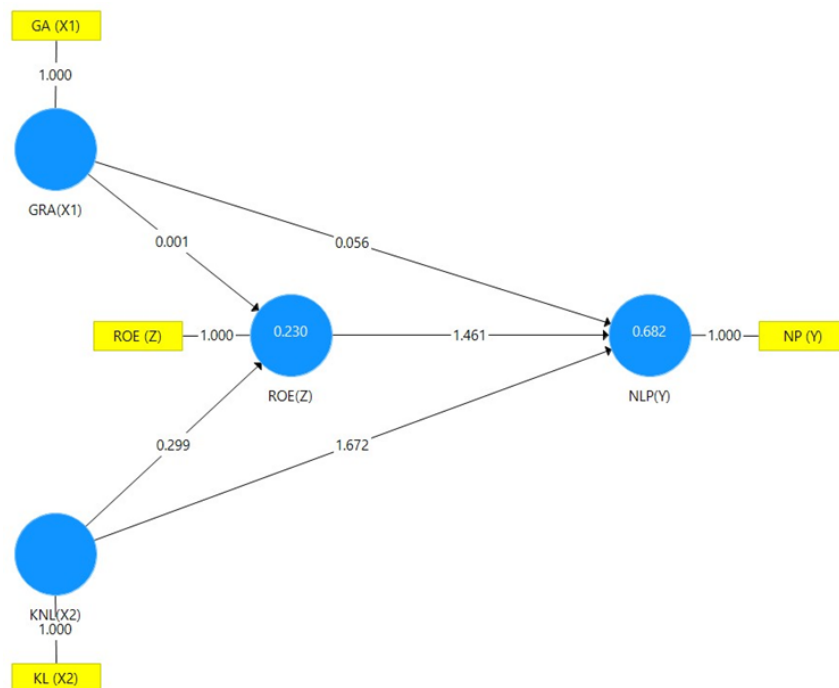 GA (X1)
1.000
GRA(X1)
0.001
0.056
ROE (Z)
1.000
0.230
1.461
0.682
1.000
NP (Y)
ROE(Z)
NLP(Y)
0.299
1.672
KNL(X2)
1.000
KL (X2)